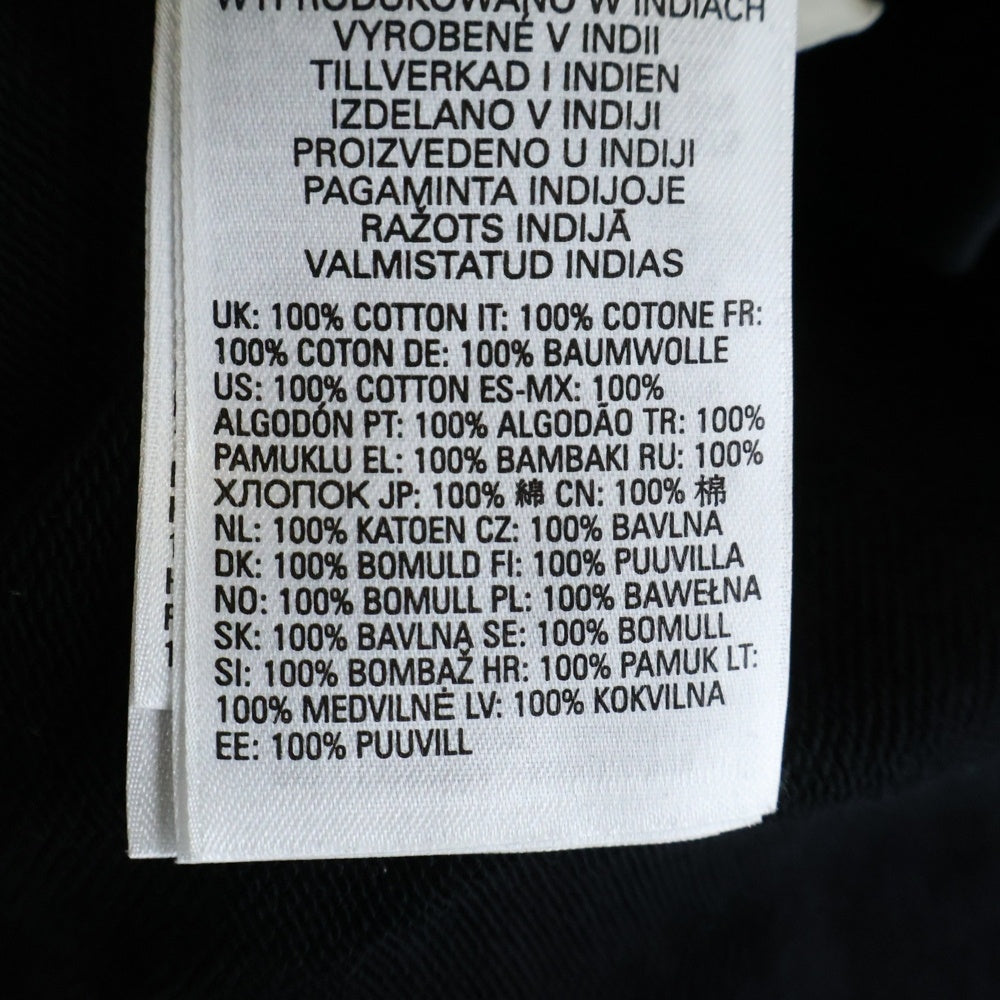 WYPRODUKOWANO W INDIACH
VYROBENÉ V INDII
TILLVERKAD I INDIEN
IZDELANO V INDIJI
PROIZVEDENO U INDIJI
PAGAMINTA INDIJOJE
RAŽOTS INDIJĀ
VALMISTATUD INDIAS
UK: 100% COTTON IT: 100% COTONE FR:
100% COTON DE: 100% BAUMWOLLE
US: 100% COTTON ES-MX: 100%
ALGODÓN PT: 100% ALGODÃO TR: 100%
PAMUKLU EL: 100% BAMBAKI RU: 100%
ХЛОПОК JP: 100% 綿 CN: 100% 棉
NL: 100% KATOEN CZ: 100% BAVLNA
DK: 100% BOMULD FI: 100% PUUVILLA
NO: 100% BOMULL PL: 100% BAWEŁNA
SK: 100% BAVLNA SE: 100% BOMULL
SI: 100% BOMBAŽ HR: 100% PAMUK LT:
100% MEDVILNĖ LV: 100% KOKVILNA
EE: 100% PUUVILL